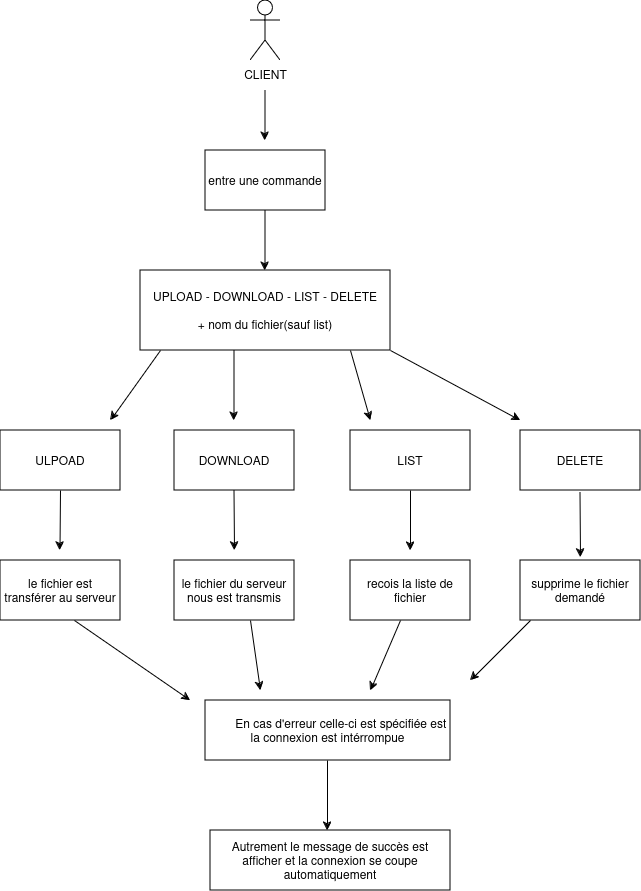 CLIENT
entre une commande
UPLOAD - DOWNLOAD - LIST - DELETE
+ nom du fichier(sauf list)
ULPOAD
DOWNLOAD
LIST
DELETE
le fichier est
transférer au serveur
le fichier du serveur
nous est transmis
recois la liste de
fichier
supprime le fichier
demandé
En cas d'erreur celle-ci est spécifiée est
la connexion est intérrompue
Autrement le message de succès est
afficher et la connexion se coupe
automatiquement